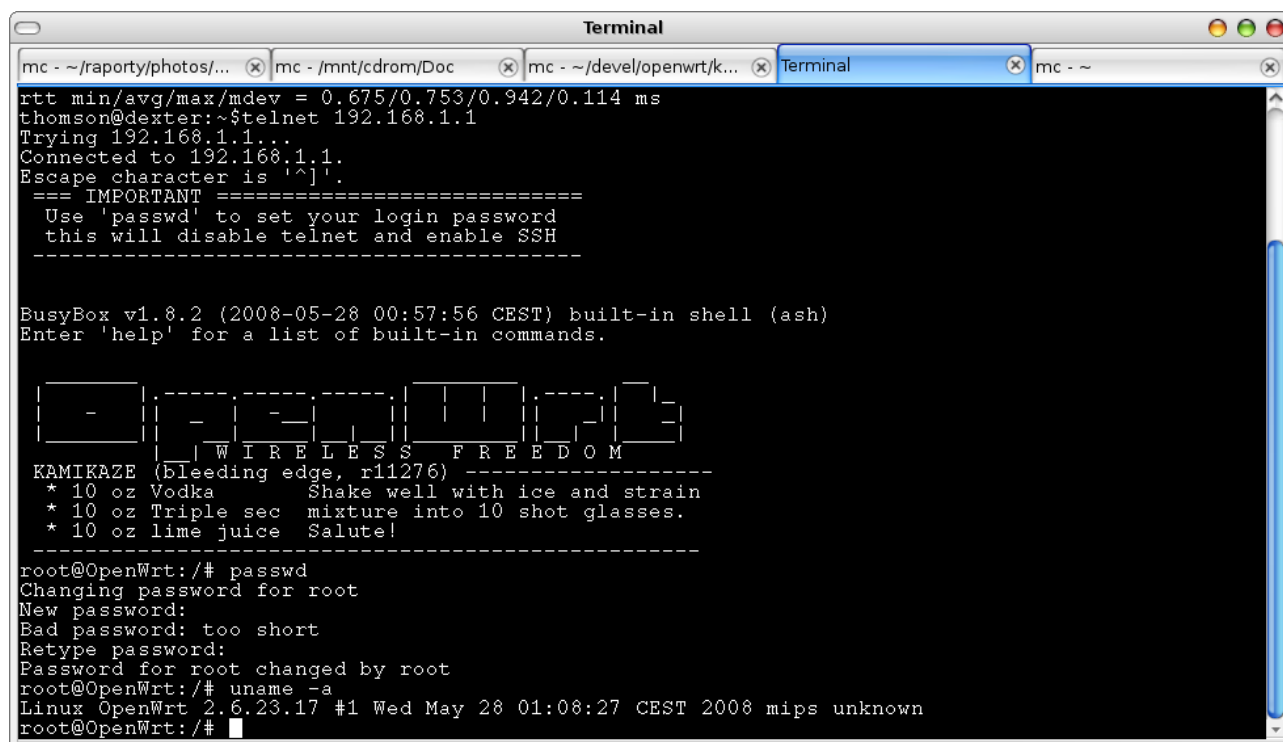 Terminal
mc - ~/raporty/photos/... mc - /mnt/cdrom/Doc mc - ~/devel/openwrt/k... Terminal mc - ~
rtt min/avg/max/mdev = 0.675/0.753/0.942/0.114 ms
thomson@dexter:~$telnet 192.168.1.1
Trying 192.168.1.1...
Connected to 192.168.1.1.
Escape character is '^]'.
=== IMPORTANT ============================
Use 'passwd' to set your login password
this will disable telnet and enable SSH
------------------------------------------
BusyBox v1.8.2 (2008-05-28 00:57:56 CEST) built-in shell (ash)
Enter 'help' for a list of built-in commands.
OpenWrt
W I R E L E S S   F R E E D O M
KAMIKAZE (bleeding edge, r11276) -------------------
* 10 oz Vodka       Shake well with ice and strain
* 10 oz Triple sec  mixture into 10 shot glasses.
* 10 oz lime juice  Salute!
---------------------------------------------------
root@OpenWrt:/# passwd
Changing password for root
New password:
Bad password: too short
Retype password:
Password for root changed by root
root@OpenWrt:/# uname -a
Linux OpenWrt 2.6.23.17 #1 Wed May 28 01:08:27 CEST 2008 mips unknown
root@OpenWrt:/#